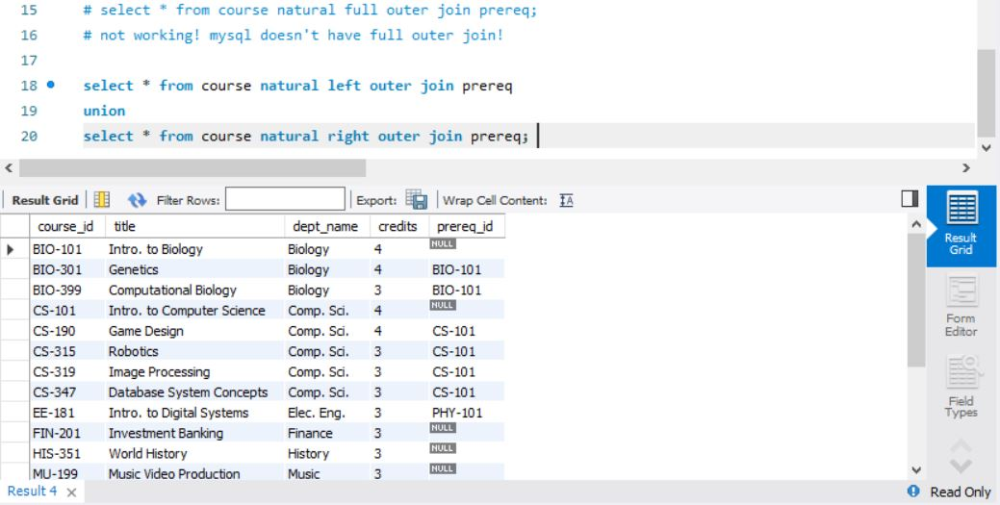 15 # select * from course natural full outer join prereq;
16 # not working! mysql doesn't have full outer join!
17
18 select * from course natural left outer join prereq
19 union
20 select * from course natural right outer join prereq;
Result Grid Filter Rows: Export: Wrap Cell Content: IA
course_id title dept_name credits prereq_id
BIO-101 Intro. to Biology Biology 4 NULL
BIO-301 Genetics Biology 4 BIO-101
BIO-399 Computational Biology Biology 3 BIO-101
CS-101 Intro. to Computer Science Comp. Sci. 4 NULL
CS-190 Game Design Comp. Sci. 4 CS-101
CS-315 Robotics Comp. Sci. 3 CS-101
CS-319 Image Processing Comp. Sci. 3 CS-101
CS-347 Database System Concepts Comp. Sci. 3 CS-101
EE-181 Intro. to Digital Systems Elec. Eng. 3 PHY-101
FIN-201 Investment Banking Finance 3 NULL
HIS-351 World History History 3 NULL
MU-199 Music Video Production Music 3 NULL
Result
Grid
Form
Editor
Field
Types
Result 4 × Read Only